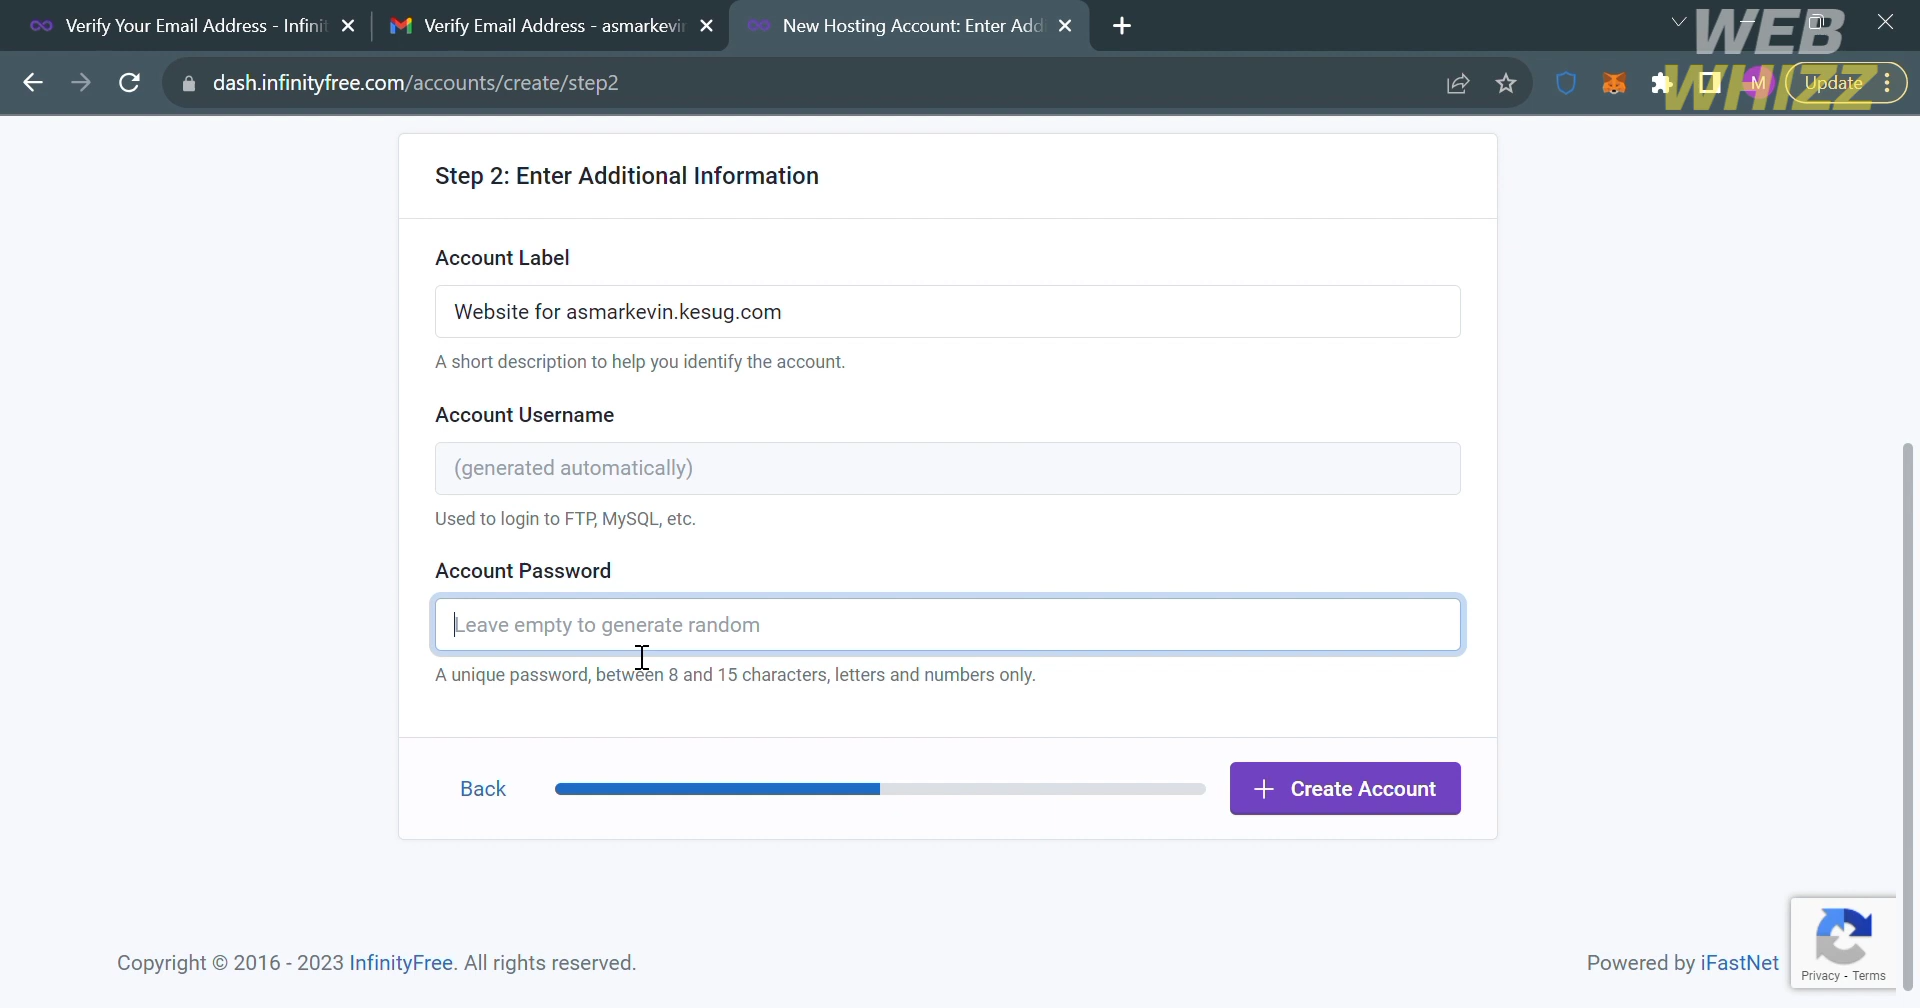 Verify Your Email Address - Infinit
Verify Email Address - asmarkevin
New Hosting Account: Enter Add
WEB
WHIZZ
dash.infinityfree.com/accounts/create/step2
M
Update
Step 2: Enter Additional Information
Account Label
Website for asmarkevin.kesug.com
A short description to help you identify the account.
Account Username
(generated automatically)
Used to login to FTP, MySQL, etc.
Account Password
Leave empty to generate random
A unique password, between 8 and 15 characters, letters and numbers only.
Back
Create Account
Copyright © 2016 - 2023 InfinityFree. All rights reserved.
Powered by iFastNet
Privacy - Terms